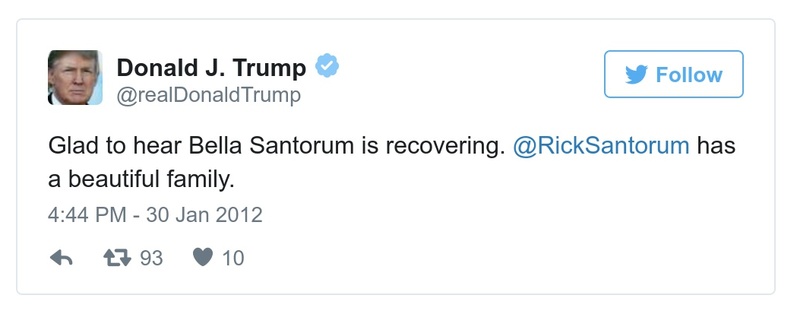 Donald J. Trump
Follow
@realDonaldTrump
Glad to hear Bella Santorum is recovering. @RickSantorum has
a beautiful family.
4:44 PM - 30 Jan 2012
93 10